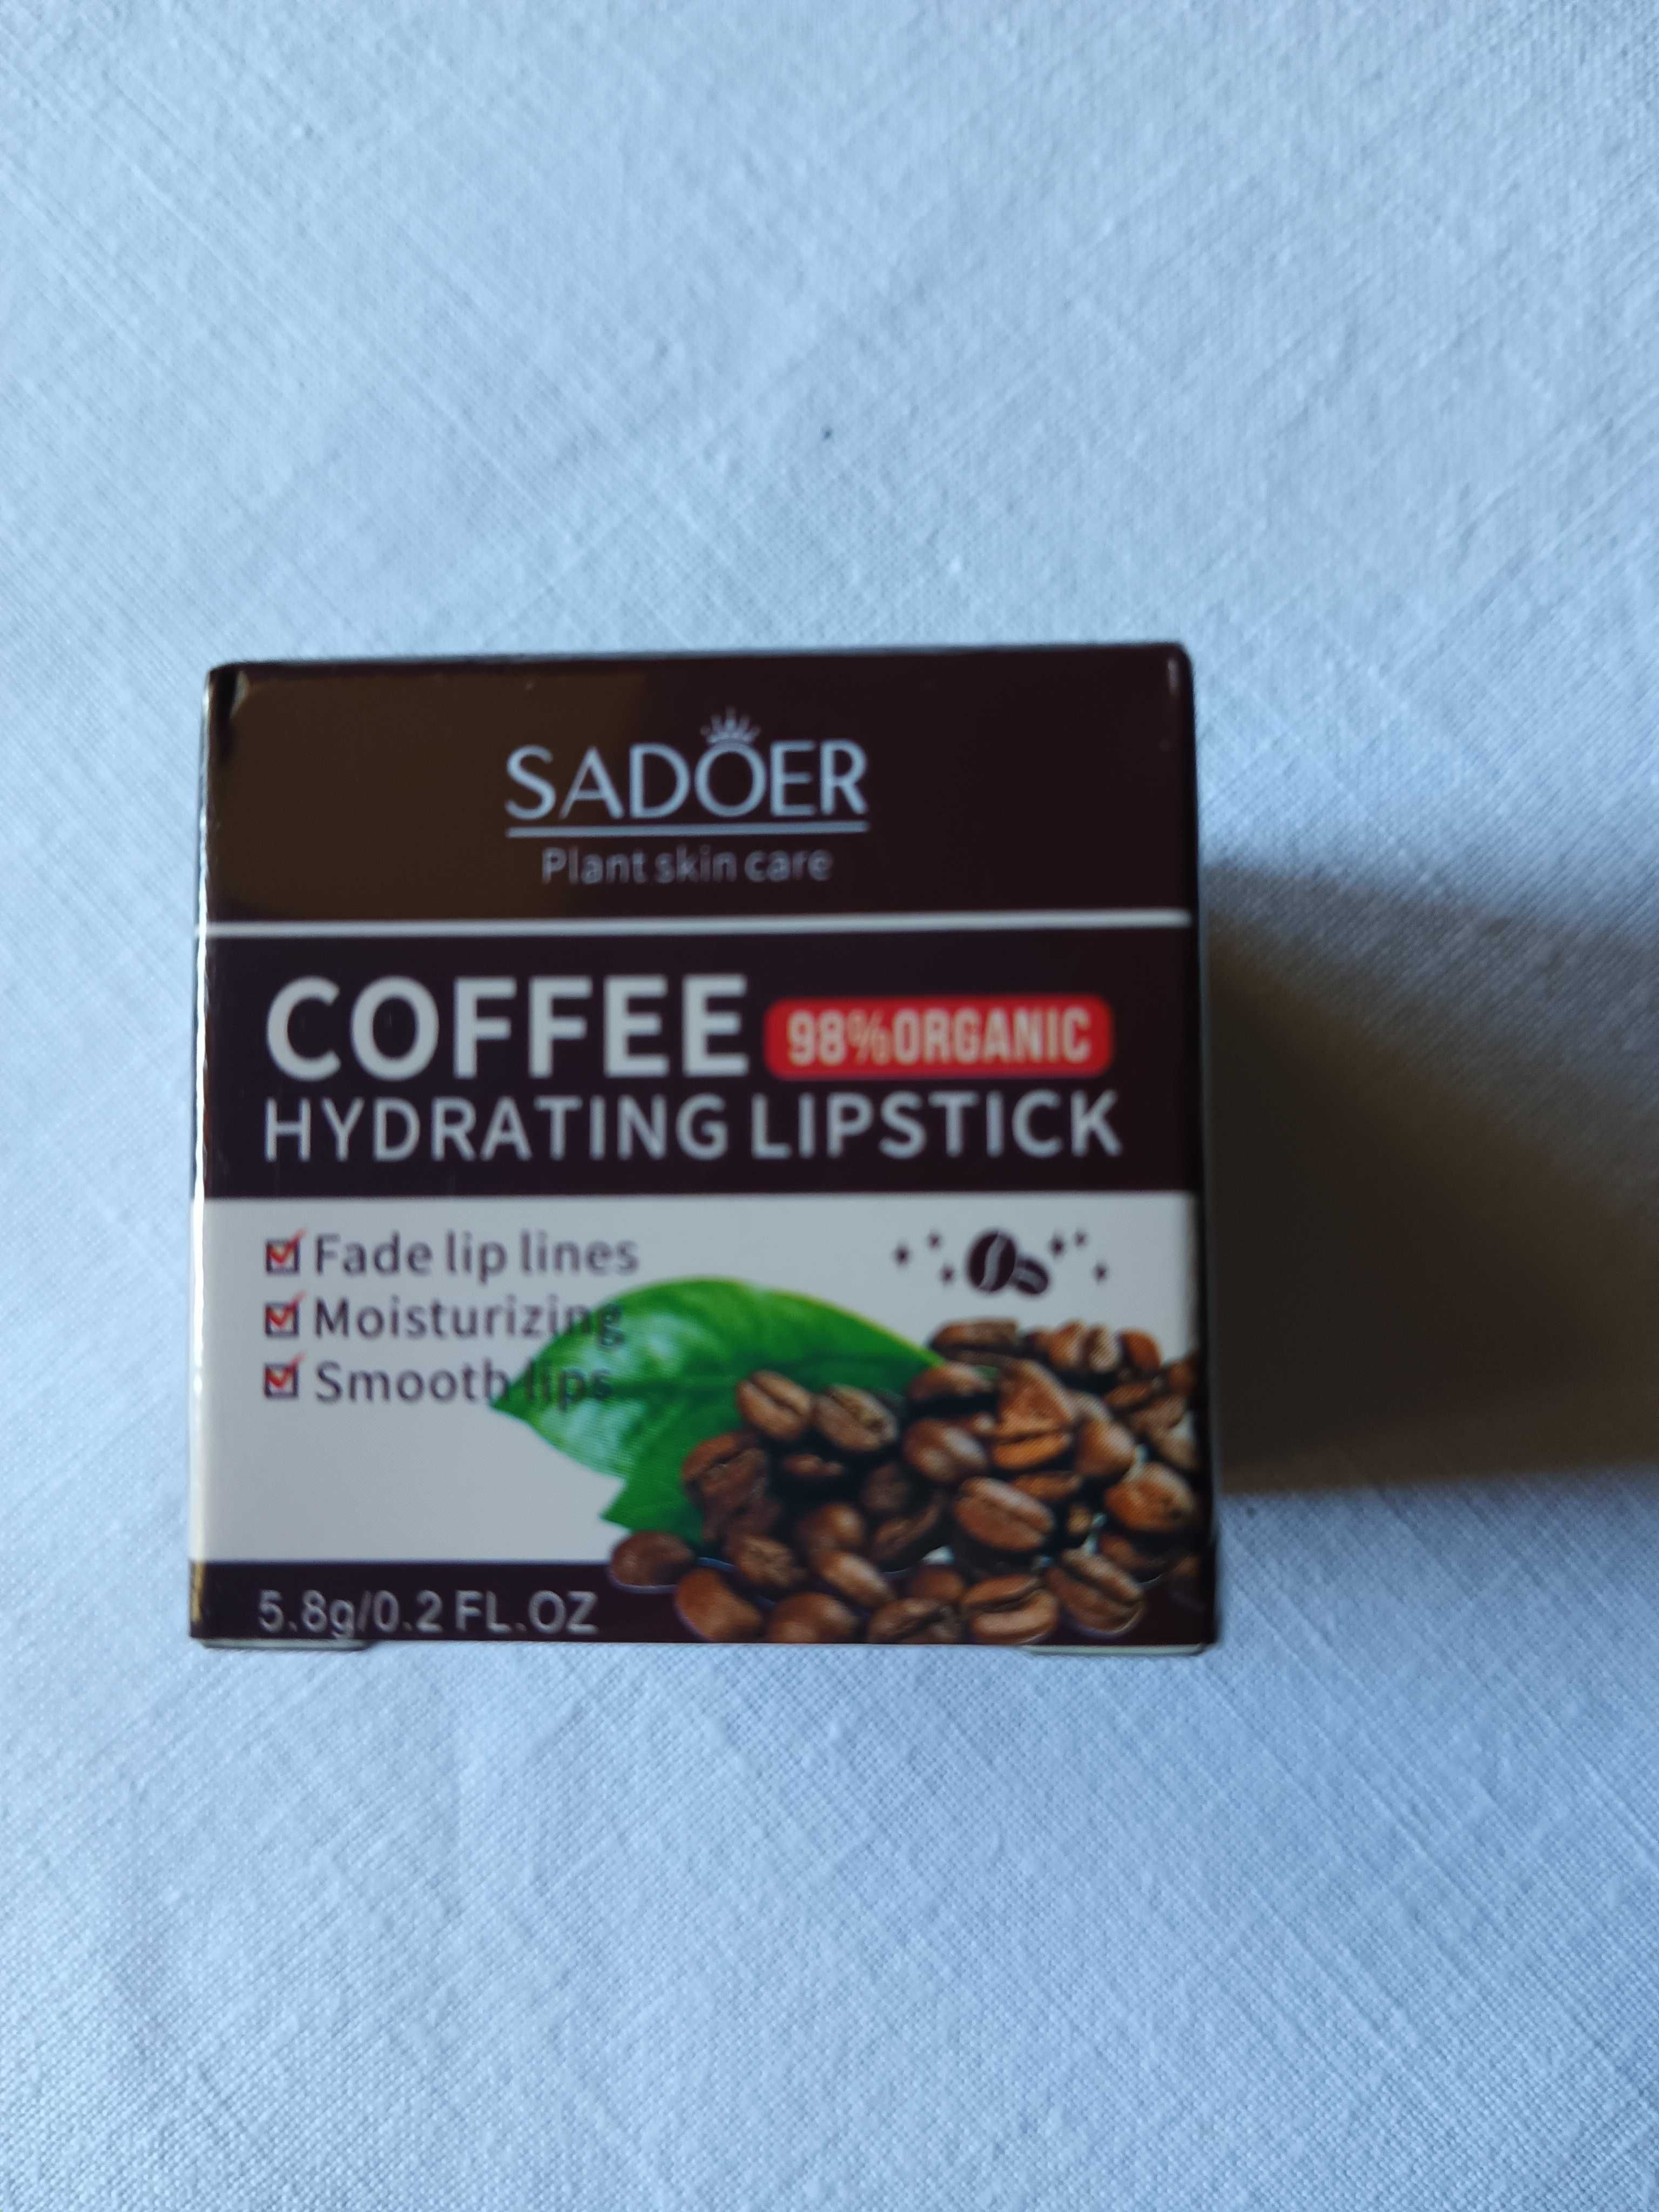 SADOER
Plant skin care
COFFEE 98%ORGANIC
HYDRATING LIPSTICK
Fade lip lines
Moisturizing
Smooth lips
5.8g/0.2 FL.OZ